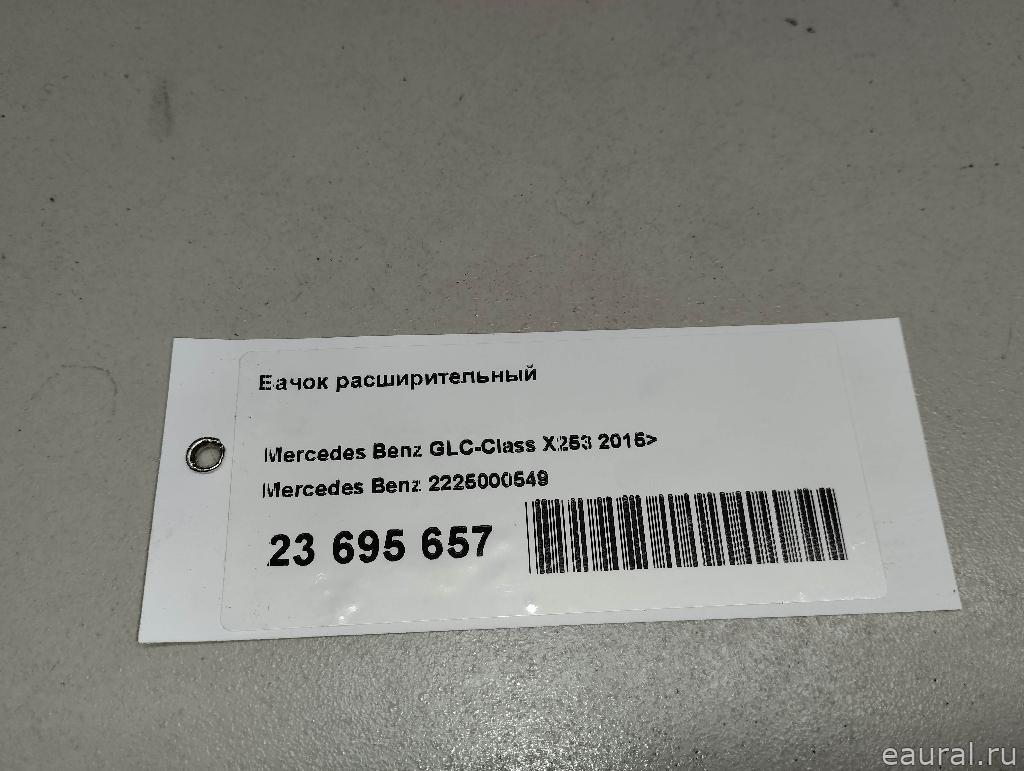 Бачок расширительный
Mercedes Benz GLC-Class X253 2015>
Mercedes Benz 2225000549
23 695 657
eaural.ru